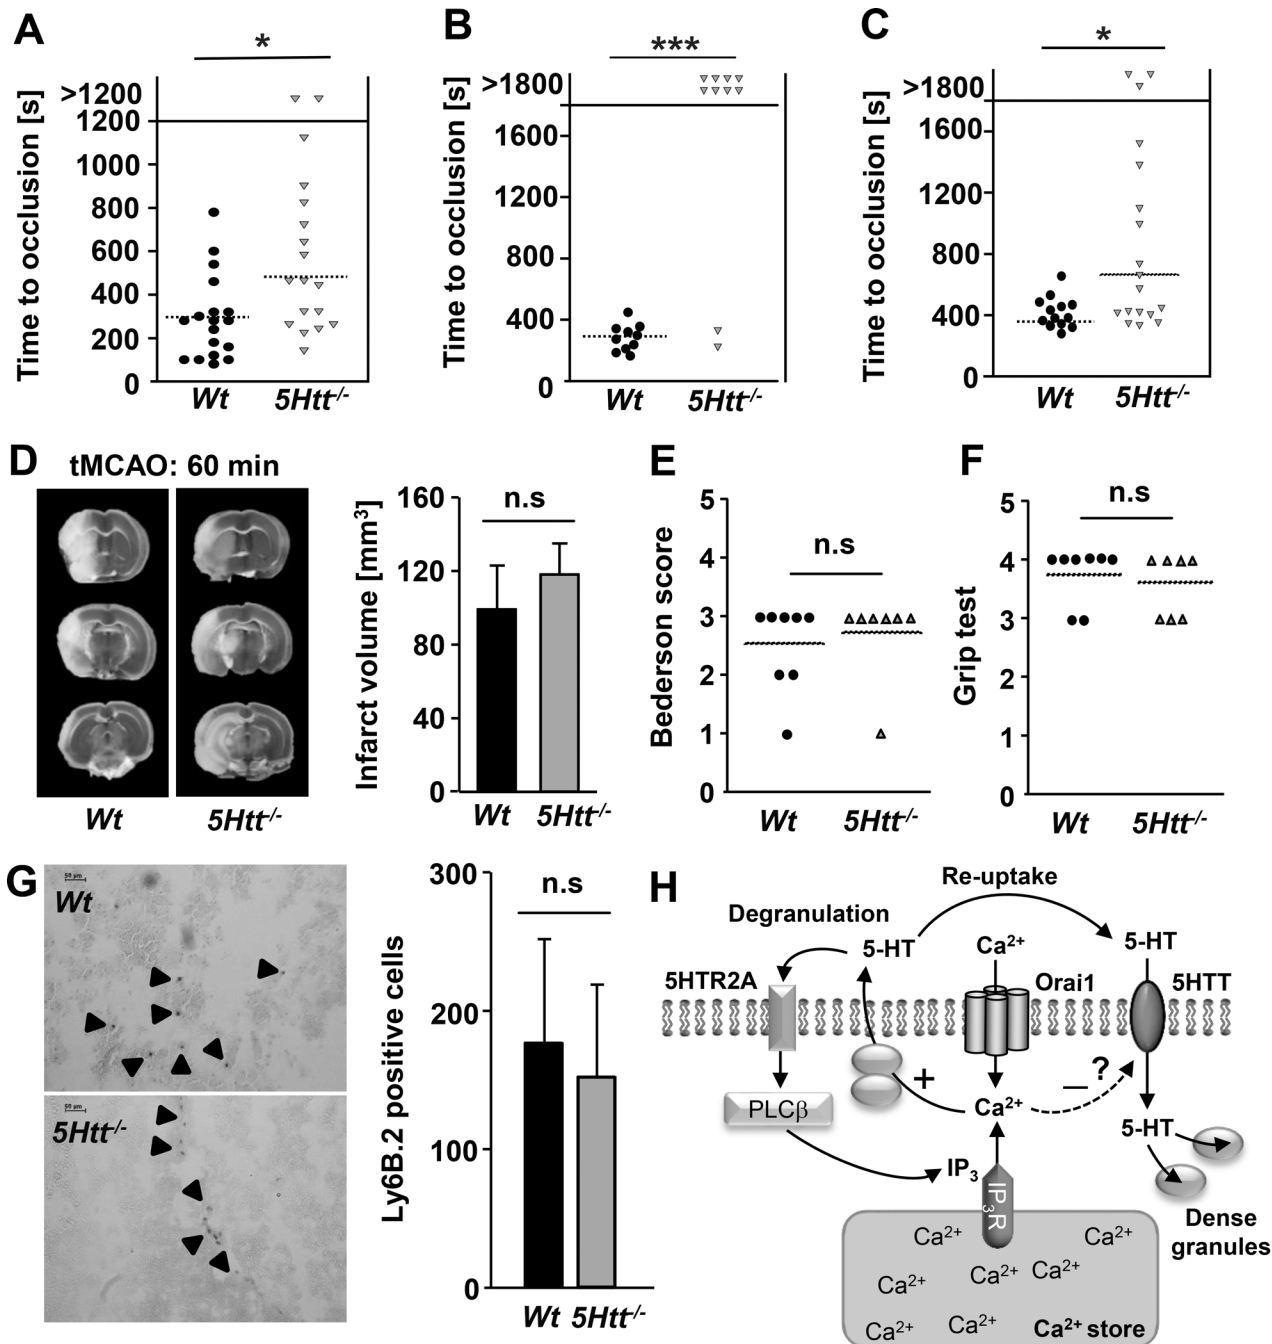 A
*
Time to occlusion [s]
>1200
1200
1000
800
600
400
200
0
Wt
5Htt-/-
B
***
Time to occlusion [s]
>1800
1600
1200
800
400
0
Wt
5Htt-/-
C
*
Time to occlusion [s]
>1800
1600
1200
800
400
0
Wt
5Htt-/-
D
tMCAO: 60 min
Wt
5Htt-/-
Infarct volume [mm³]
160
120
80
40
0
n.s
Wt
5Htt-/-
E
Bederson score
5
4
3
2
1
0
n.s
Wt
5Htt-/-
F
Grip test
5
4
3
2
1
0
n.s
Wt
5Htt-/-
G
50 µm
Wt
50 µm
5Htt-/-
Ly6B.2 positive cells
300
200
100
0
n.s
Wt
5Htt-/-
H
Re-uptake
Degranulation
5-HT
Ca²⁺
5-HT
5HTR2A
Orai1
5HTT
+
_?
PLCβ
Ca²⁺
5-HT
IP₃
IP₃R
Dense
granules
Ca²⁺
Ca²⁺
Ca²⁺
Ca²⁺
Ca²⁺
Ca²⁺
Ca²⁺
Ca²⁺ store